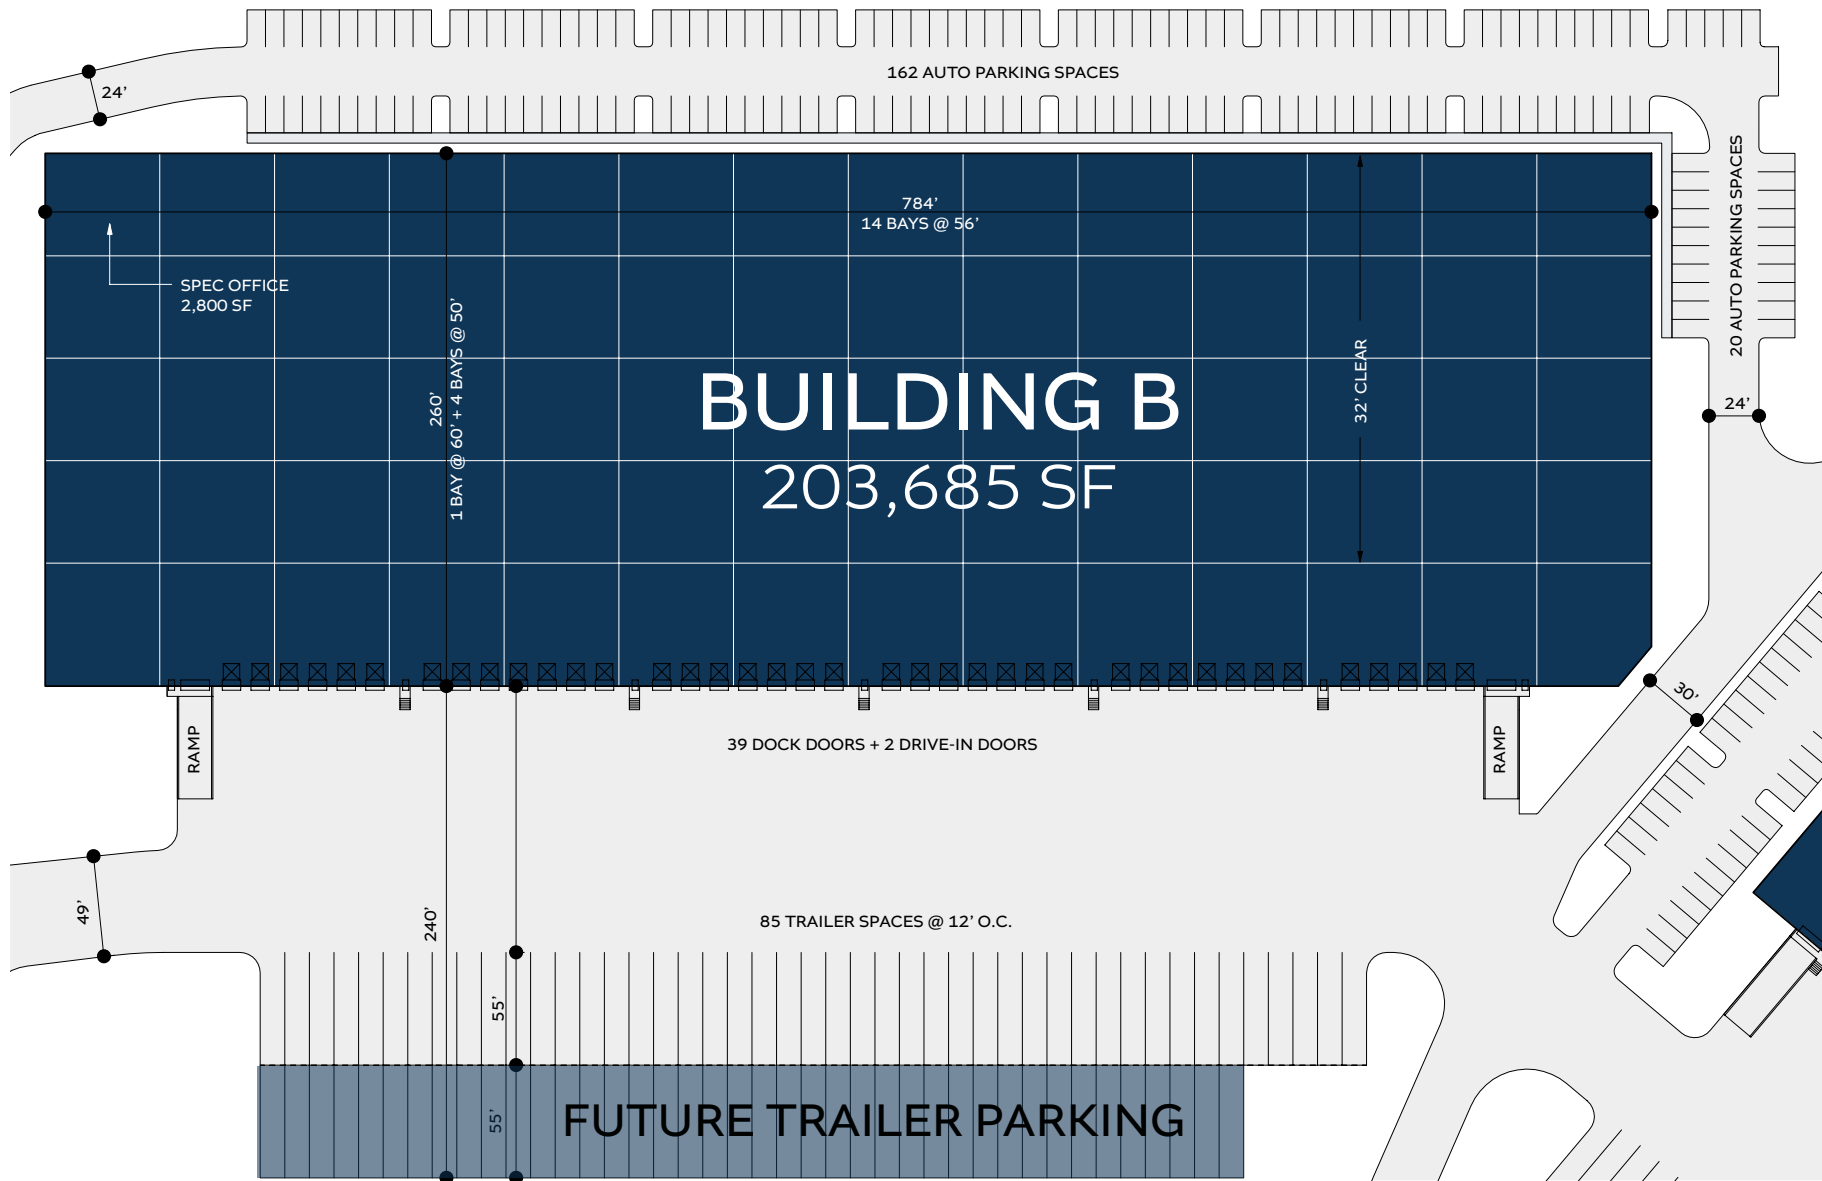 162 AUTO PARKING SPACES
24’
20 AUTO PARKING SPACES
784’
14 BAYS @ 56’
SPEC OFFICE
2,800 SF
260’
1 BAY @ 60’ + 4 BAYS @ 50’
32’ CLEAR
BUILDING B
203,685 SF
24’
30’
RAMP
39 DOCK DOORS + 2 DRIVE-IN DOORS
RAMP
49’
240’
85 TRAILER SPACES @ 12’ O.C.
55’
55’
FUTURE TRAILER PARKING